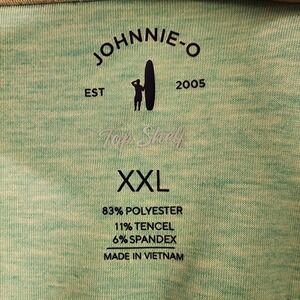 JOHNNIE-O
EST 2005
Top Shelf
XXL
83% POLYESTER
11% TENCEL
6% SPANDEX
MADE IN VIETNAM